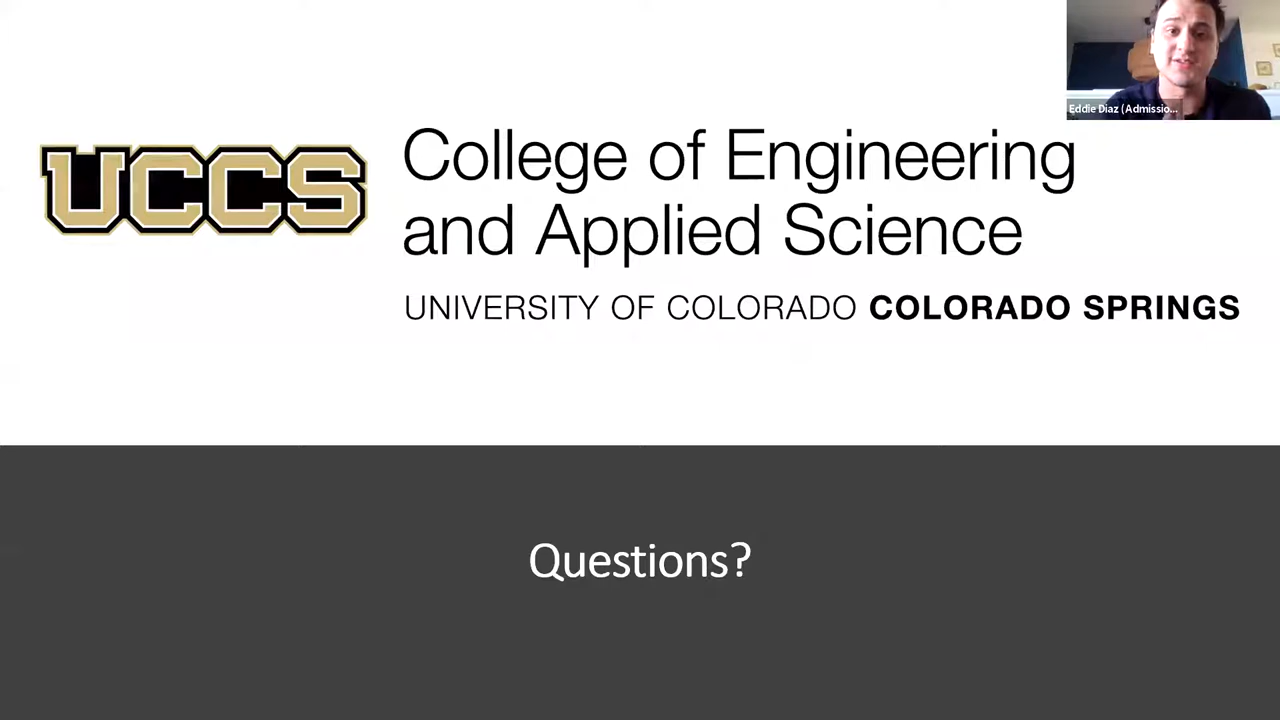 Eddie Diaz (Admissio...
UCCS
College of Engineering
and Applied Science
UNIVERSITY OF COLORADO COLORADO SPRINGS
Questions?